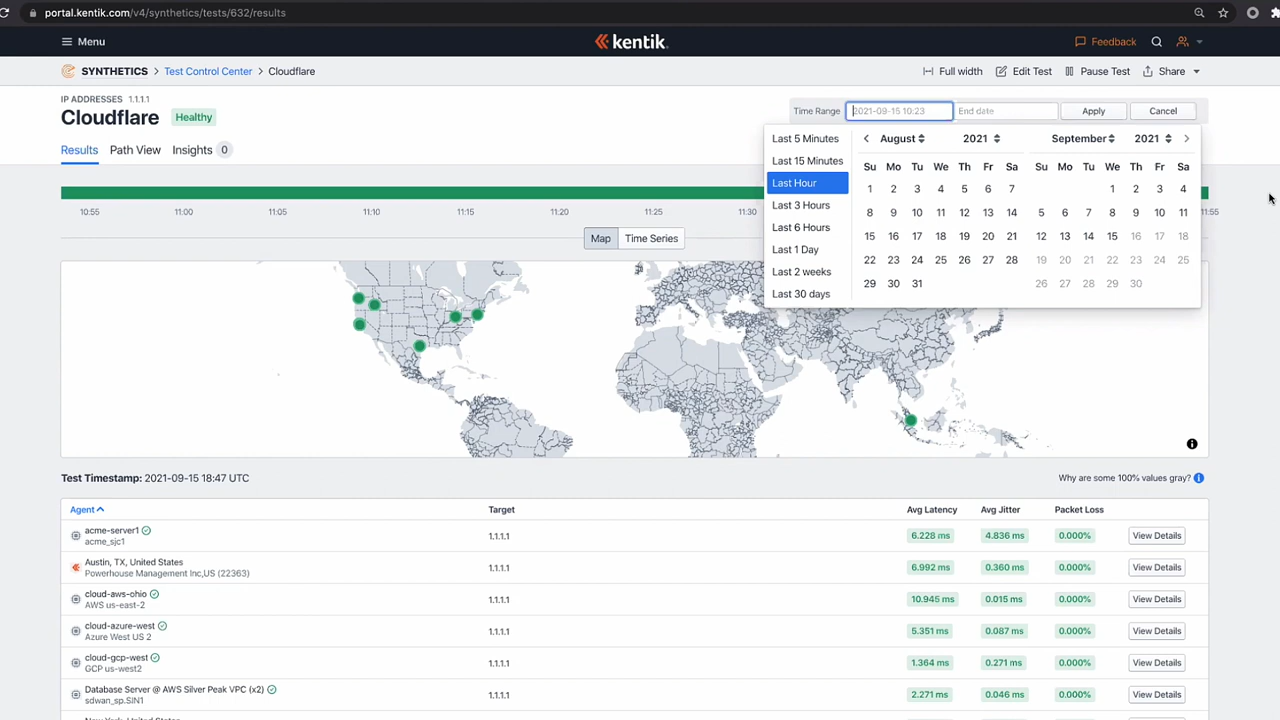 portal.kentik.com/v4/synthetics/tests/632/results
Menu
kentik.
Feedback
SYNTHETICS > Test Control Center > Cloudflare
Full width
Edit Test
Pause Test
Share
IP ADDRESSES 1.1.1.1
Cloudflare
Healthy
Time Range
2021-09-15 10:23
End date
Apply
Cancel
Results
Path View
Insights 0
Last 5 Minutes
Last 15 Minutes
Last Hour
Last 3 Hours
Last 6 Hours
Last 1 Day
Last 2 weeks
Last 30 days
August 2021
Su Mo Tu We Th Fr Sa
1 2 3 4 5 6 7
8 9 10 11 12 13 14
15 16 17 18 19 20 21
22 23 24 25 26 27 28
29 30 31
September 2021
Su Mo Tu We Th Fr Sa
1 2 3 4
5 6 7 8 9 10 11
12 13 14 15 16 17 18
19 20 21 22 23 24 25
26 27 28 29 30
10:55 11:00 11:05 11:10 11:15 11:20 11:25 11:30 11:55
Map
Time Series
Test Timestamp: 2021-09-15 18:47 UTC
Why are some 100% values gray?
Agent Target Avg Latency Avg Jitter Packet Loss
acme-server1
acme_sjc1
1.1.1.1 6.228 ms 4.836 ms 0.000% View Details
Austin, TX, United States
Powerhouse Management Inc,US (22363)
1.1.1.1 6.992 ms 0.360 ms 0.000% View Details
cloud-aws-ohio
AWS us-east-2
1.1.1.1 10.945 ms 0.015 ms 0.000% View Details
cloud-azure-west
Azure West US 2
1.1.1.1 5.351 ms 0.087 ms 0.000% View Details
cloud-gcp-west
GCP us-west2
1.1.1.1 1.364 ms 0.271 ms 0.000% View Details
Database Server @ AWS Silver Peak VPC (x2)
sdwan_sp.SIN1
1.1.1.1 2.271 ms 0.046 ms 0.000% View Details